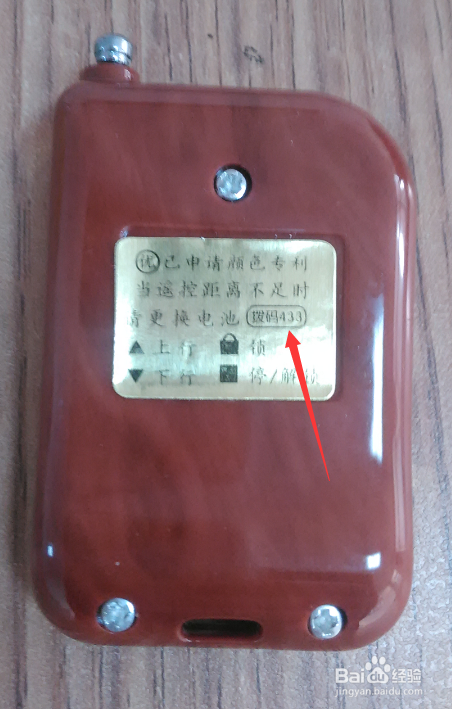 优 已申请颜色专利
当遥控距离不足时
请更换电池 拨码433
▲上行 锁
▼下行 停/解锁
Bai du 经验
jingyan.baidu.com